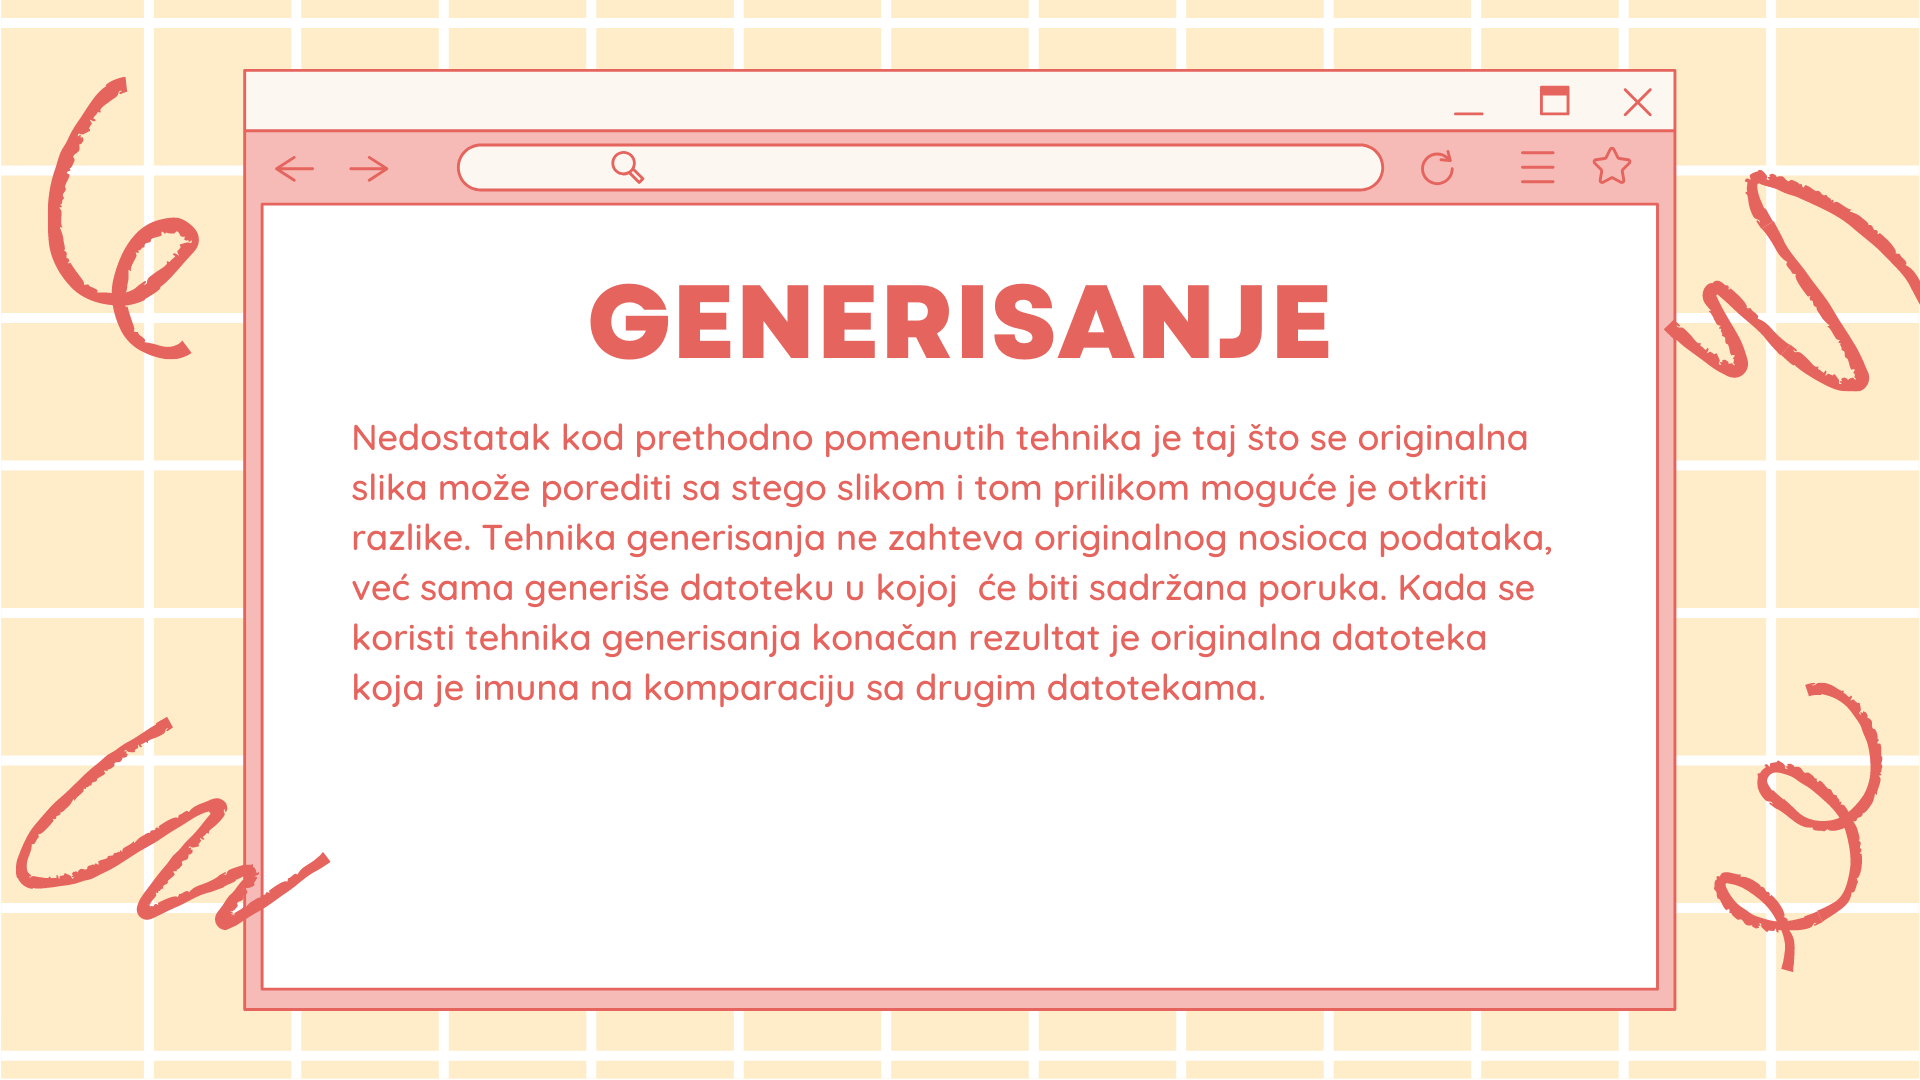 GENERISANJE
Nedostatak kod prethodno pomenutih tehnika je taj što se originalna
slika može porediti sa stego slikom i tom prilikom moguće je otkriti
razlike. Tehnika generisanja ne zahteva originalnog nosioca podataka,
već sama generiše datoteku u kojoj  će biti sadržana poruka. Kada se
koristi tehnika generisanja konačan rezultat je originalna datoteka
koja je imuna na komparaciju sa drugim datotekama.